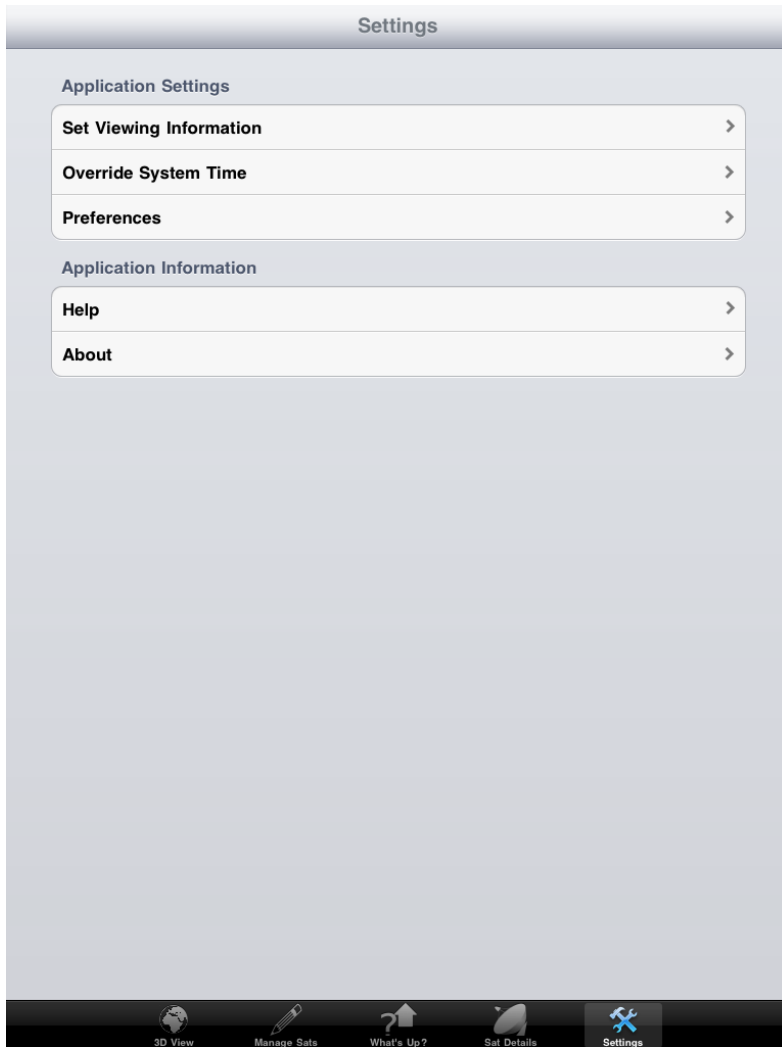 Settings
Application Settings
Set Viewing Information
Override System Time
Preferences
Application Information
Help
About
3D View
Manage Sats
What's Up?
Sat Details
Settings